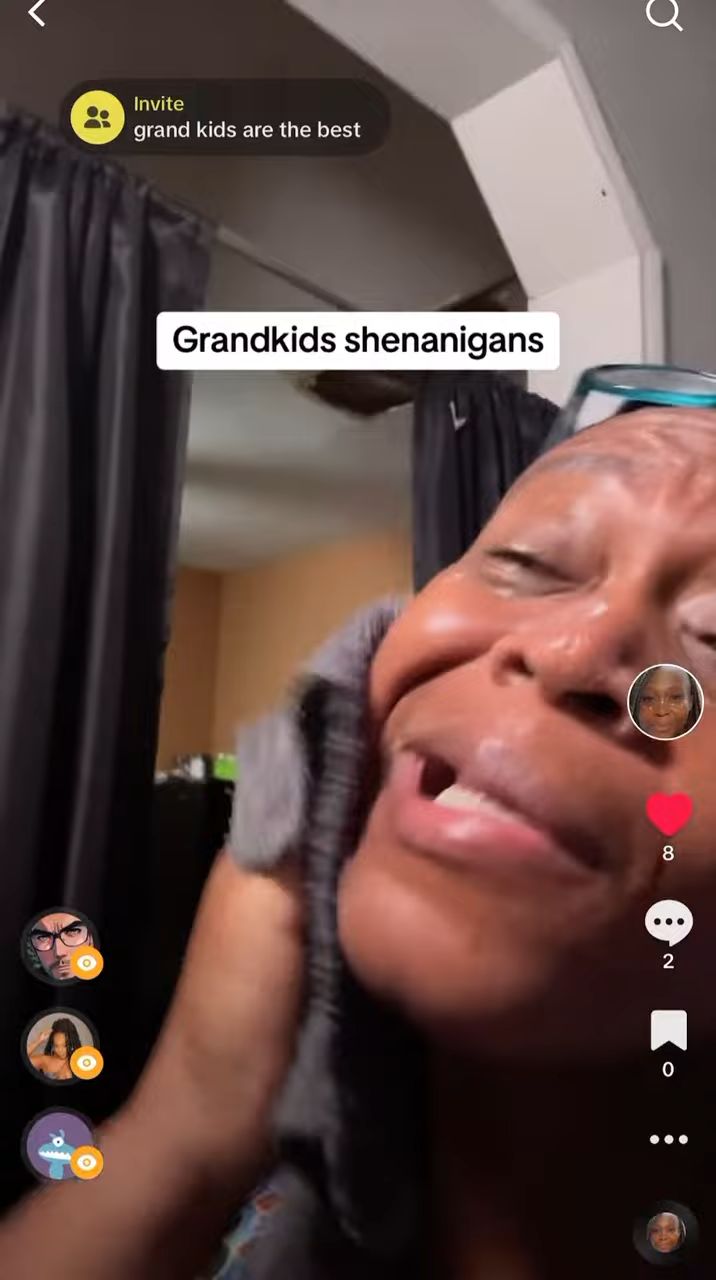 Invite
grand kids are the best
Grandkids shenanigans
8
2
0